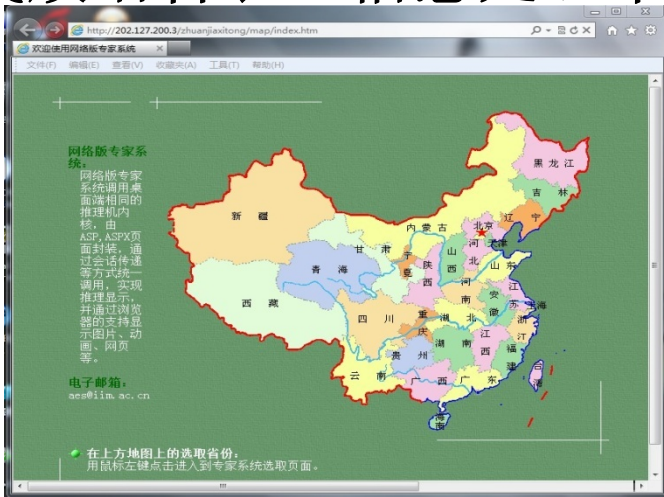 http://202.127.200.3/zhuanjiaxitong/map/index.htm
欢迎使用网络版专家系统
文件(F) 编辑(E) 查看(V) 收藏夹(A) 工具(T) 帮助(H)
网络版专家系
统：
网络版专家
系统调用桌
面端相同的
推理机内
核，由
ASP,ASPX页
面封装，通
过会话传递
等方式统一
调用，实现
推理显示，
并通过浏览
器的支持显
示图片、动
画、网页
等。
电子邮箱：
aes@iim.ac.cn
黑龙江
吉林
辽宁
内蒙古
北京
天津
河北
新疆
甘肃
宁夏
陕西
山西
山东
青海
西藏
四川
重庆
河南
湖北
安徽
江苏
上海
浙江
湖南
江西
福建
贵州
云南
广西
广东
台湾
海南
在上方地图上的选取省份：
用鼠标左键点击进入到专家系统选取页面。